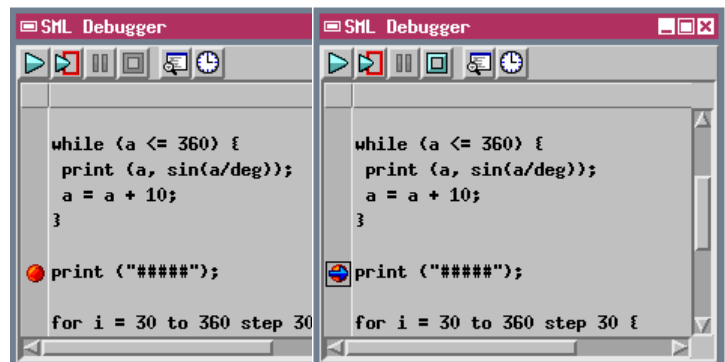 SML Debugger
while (a <= 360) {
print (a, sin(a/deg));
a = a + 10;
}
print ("#####");
for i = 30 to 360 step 30
SML Debugger
while (a <= 360) {
print (a, sin(a/deg));
a = a + 10;
}
print ("#####");
for i = 30 to 360 step 30 {